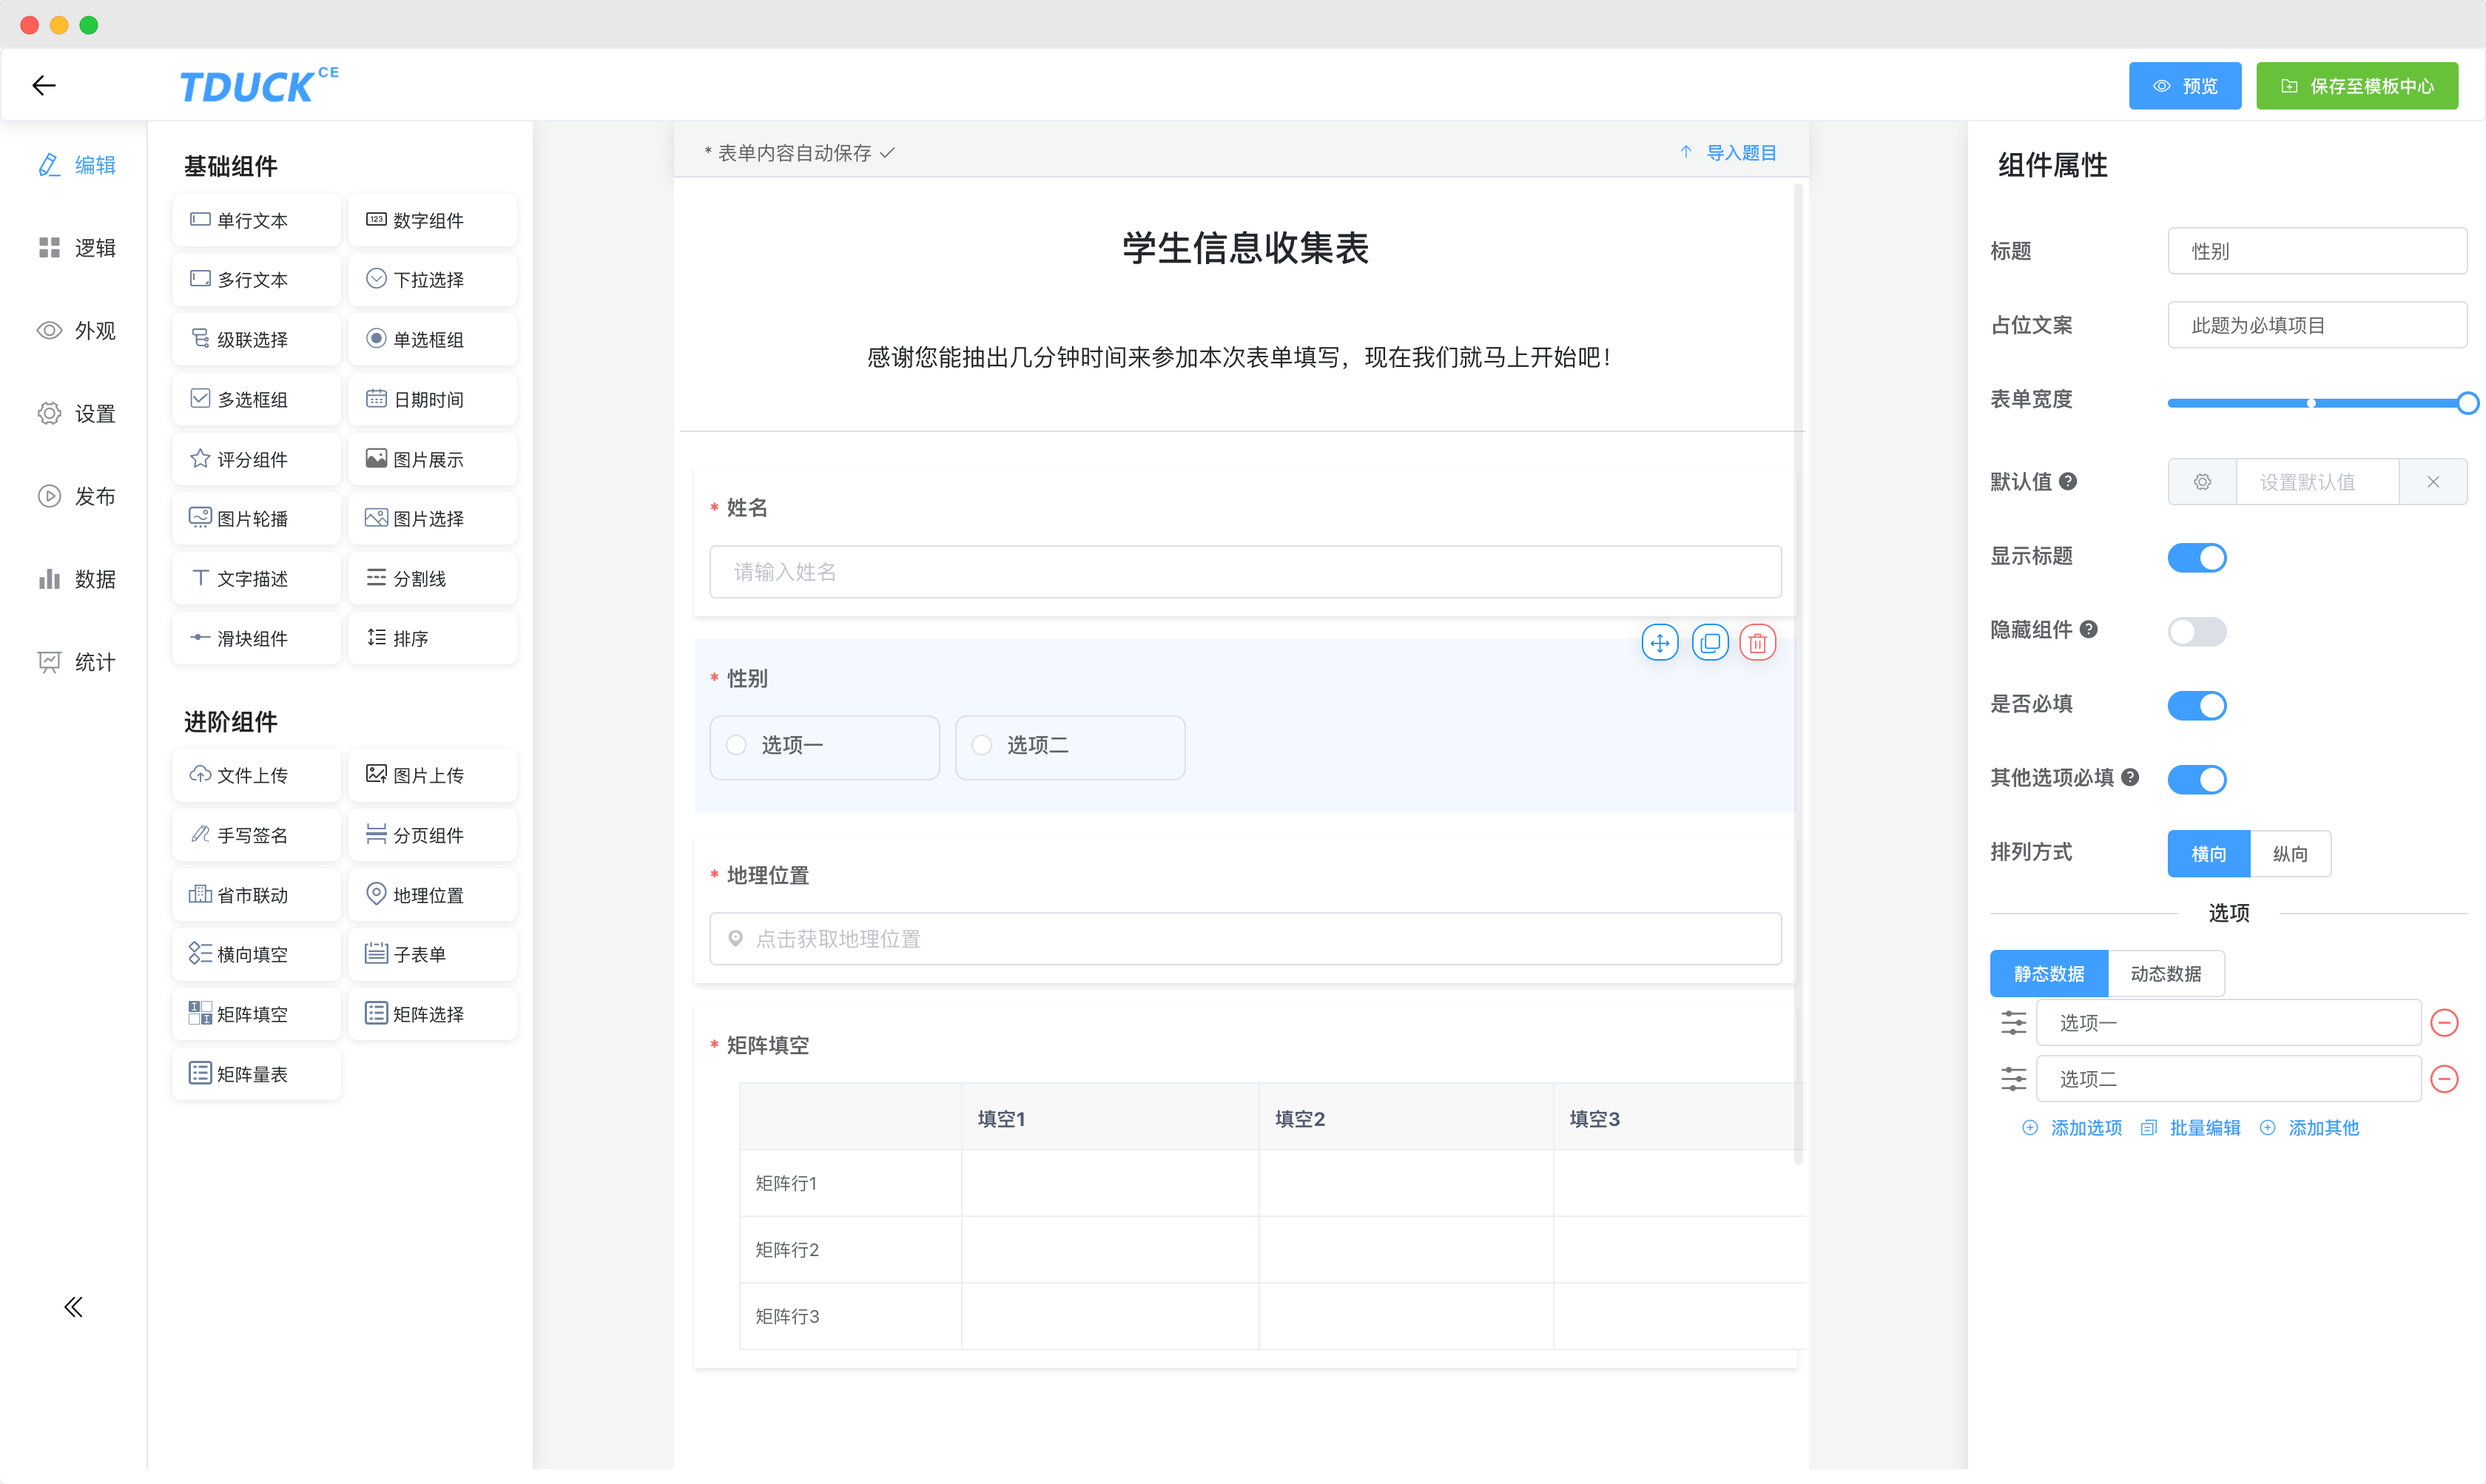 TDUCK CE
预览
保存至模板中心
编辑
逻辑
外观
设置
发布
数据
统计
基础组件
单行文本
123 数字组件
多行文本
下拉选择
级联选择
单选框组
多选框组
日期时间
评分组件
图片展示
图片轮播
图片选择
文字描述
分割线
滑块组件
排序
进阶组件
文件上传
图片上传
手写签名
分页组件
省市联动
地理位置
横向填空
子表单
矩阵填空
矩阵选择
矩阵量表
* 表单内容自动保存
导入题目
学生信息收集表
感谢您能抽出几分钟时间来参加本次表单填写，现在我们就马上开始吧！
* 姓名
请输入姓名
* 性别
选项一
选项二
* 地理位置
点击获取地理位置
* 矩阵填空
填空1 填空2 填空3
矩阵行1
矩阵行2
矩阵行3
组件属性
标题
性别
占位文案
此题为必填项目
表单宽度
默认值 ?
设置默认值
显示标题
隐藏组件 ?
是否必填
其他选项必填 ?
排列方式
横向 纵向
选项
静态数据 动态数据
选项一
选项二
添加选项 批量编辑 添加其他